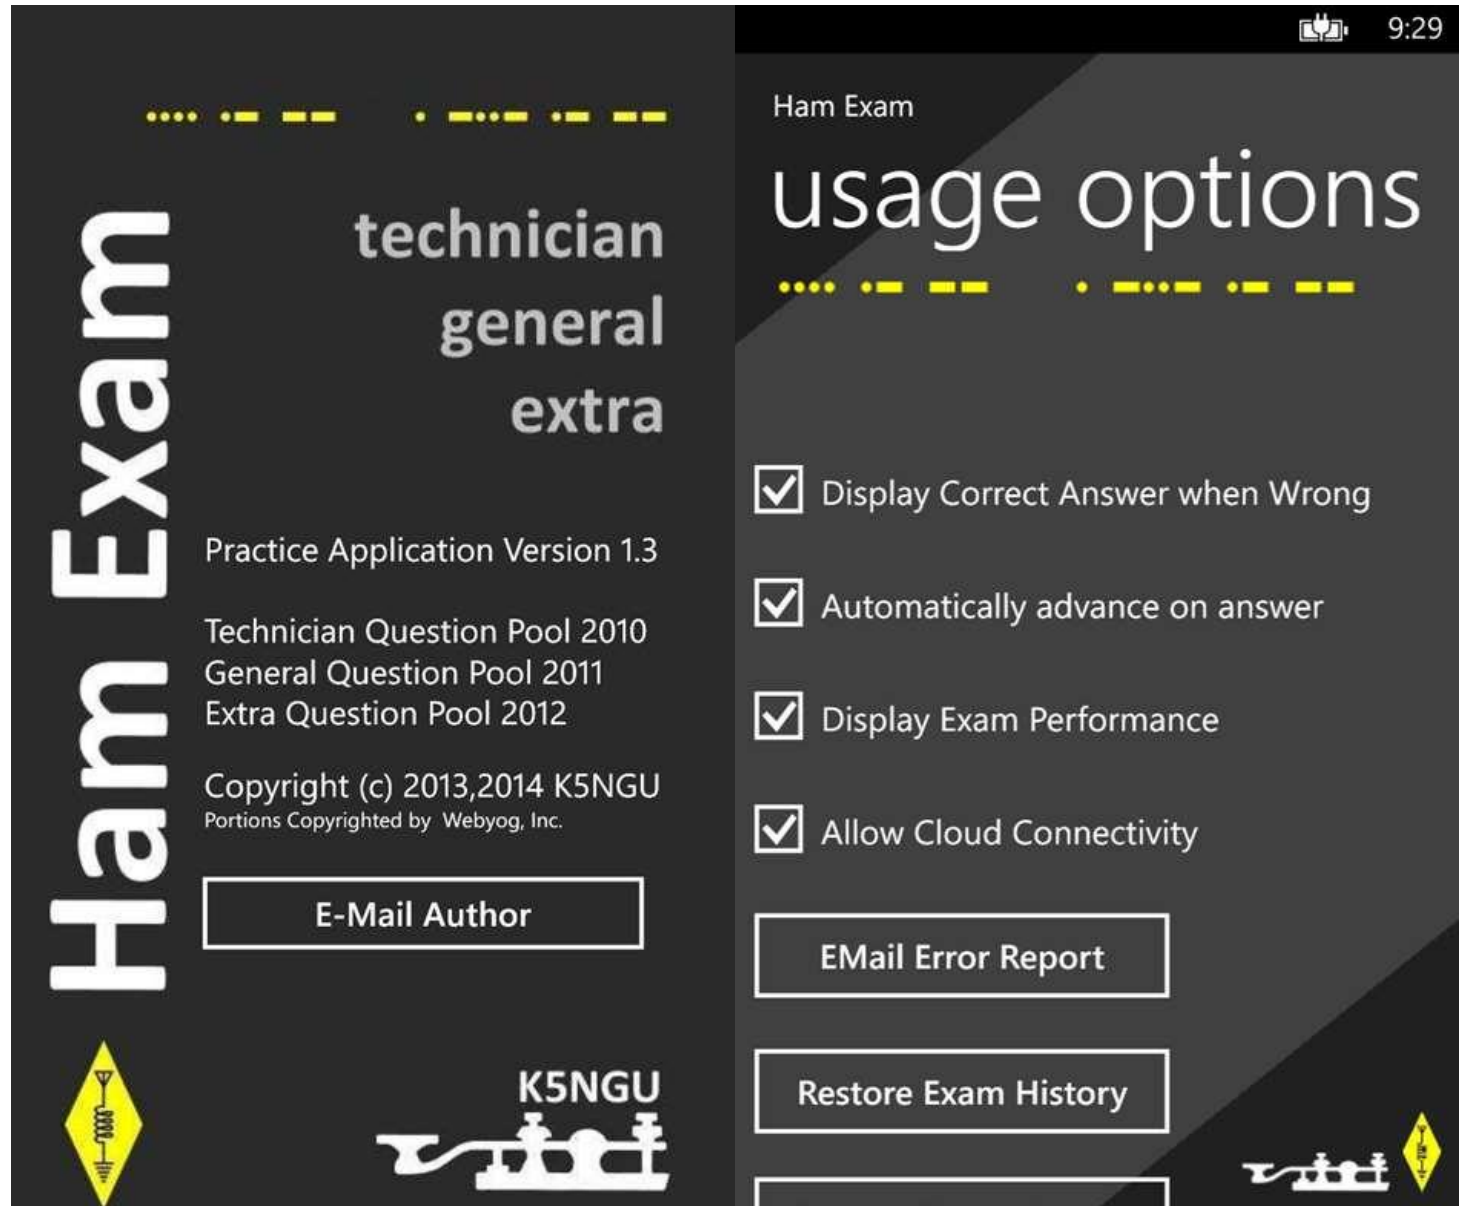 technician
general
extra
Ham Exam
Practice Application Version 1.3
Technician Question Pool 2010
General Question Pool 2011
Extra Question Pool 2012
Copyright (c) 2013,2014 K5NGU
Portions Copyrighted by Webyog, Inc.
E-Mail Author
K5NGU
9:29
Ham Exam
usage options
Display Correct Answer when Wrong
Automatically advance on answer
Display Exam Performance
Allow Cloud Connectivity
EMail Error Report
Restore Exam History